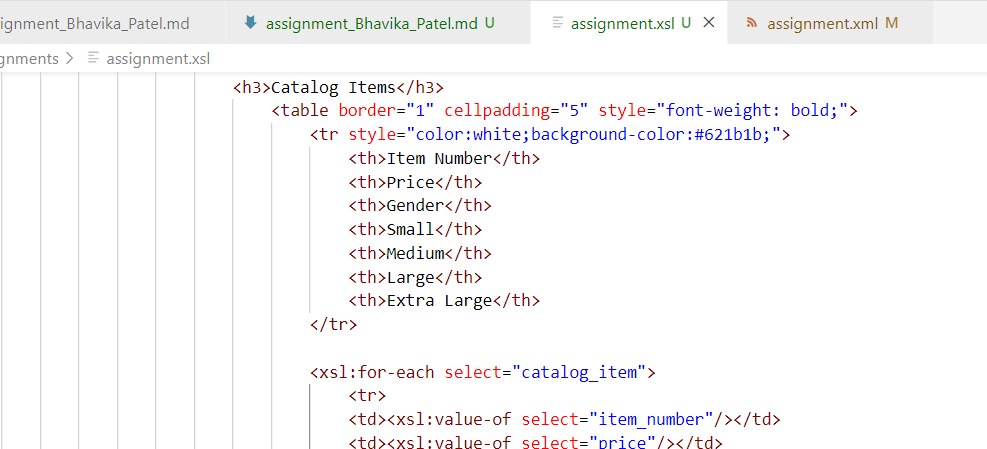 ignment_Bhavika_Patel.md assignment_Bhavika_Patel.md U assignment.xsl U × assignment.xml M
gnments > assignment.xsl
<h3>Catalog Items</h3>
<table border="1" cellpadding="5" style="font-weight: bold;">
<tr style="color:white;background-color:#621b1b;">
<th>Item Number</th>
<th>Price</th>
<th>Gender</th>
<th>Small</th>
<th>Medium</th>
<th>Large</th>
<th>Extra Large</th>
</tr>
<xsl:for-each select="catalog_item">
<tr>
<td><xsl:value-of select="item_number"/></td>
<td><xsl:value-of select="price"/></td>